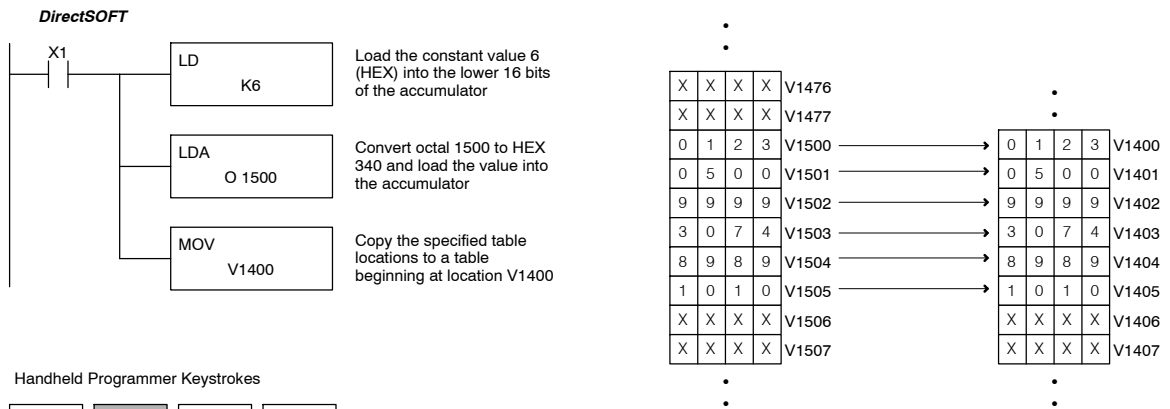 DirectSOFT
X1
LD
K6
Load the constant value 6
(HEX) into the lower 16 bits
of the accumulator
LDA
O 1500
Convert octal 1500 to HEX
340 and load the value into
the accumulator
MOV
V1400
Copy the specified table
locations to a table
beginning at location V1400
Handheld Programmer Keystrokes
X X X X V1476
X X X X V1477
0 1 2 3 V1500
0 5 0 0 V1501
9 9 9 9 V1502
3 0 7 4 V1503
8 9 8 9 V1504
1 0 1 0 V1505
X X X X V1506
X X X X V1507
0 1 2 3 V1400
0 5 0 0 V1401
9 9 9 9 V1402
3 0 7 4 V1403
8 9 8 9 V1404
1 0 1 0 V1405
X X X X V1406
X X X X V1407